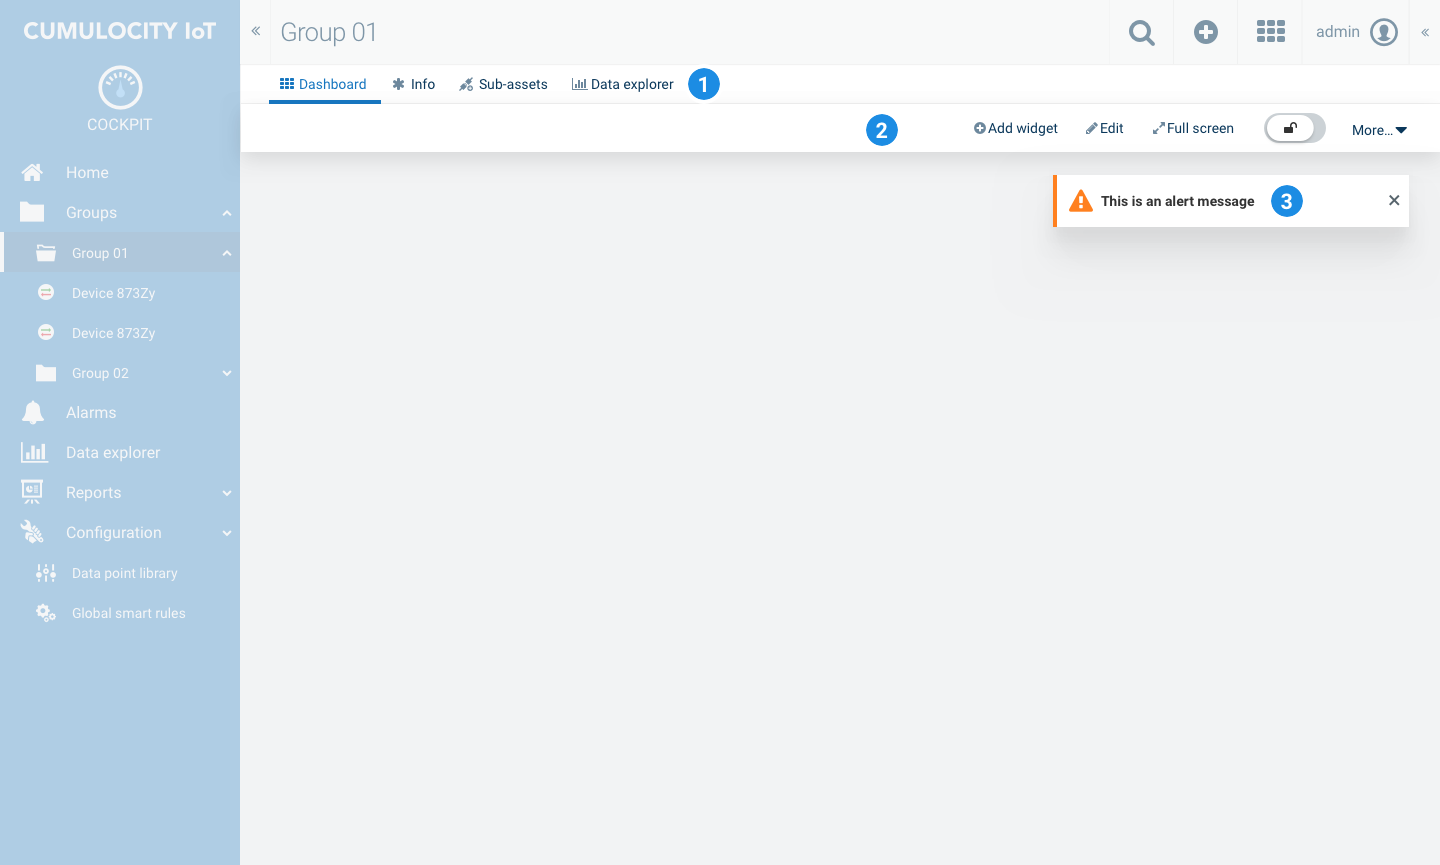 CUMULOCITY IoT
COCKPIT
Home
Groups
Group 01
Device 873Zy
Device 873Zy
Group 02
Alarms
Data explorer
Reports
Configuration
Data point library
Global smart rules
Group 01
admin
Dashboard Info Sub-assets Data explorer 1
2 Add widget Edit Full screen More...
This is an alert message 3